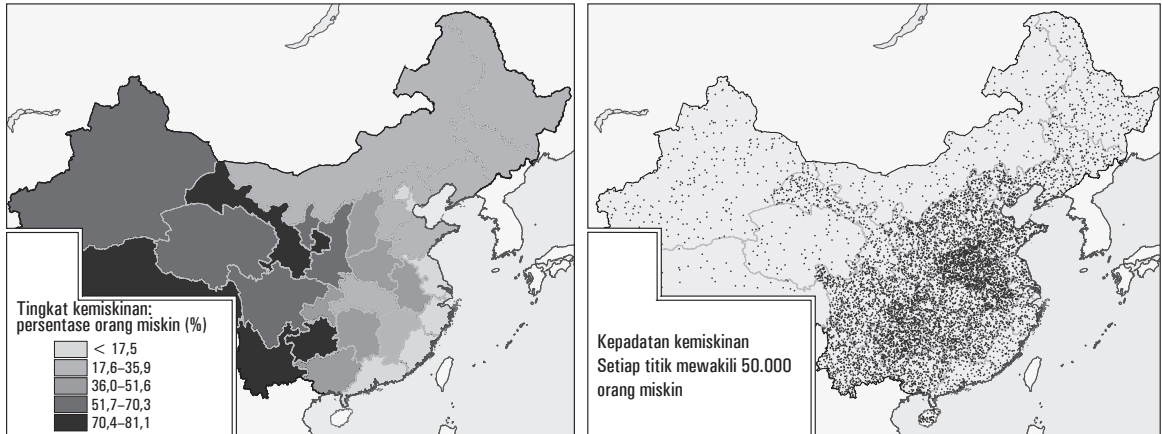 Tingkat kemiskinan:
persentase orang miskin (%)
< 17,5
17,6–35,9
36,0–51,6
51,7–70,3
70,4–81,1
Kepadatan kemiskinan
Setiap titik mewakili 50.000
orang miskin